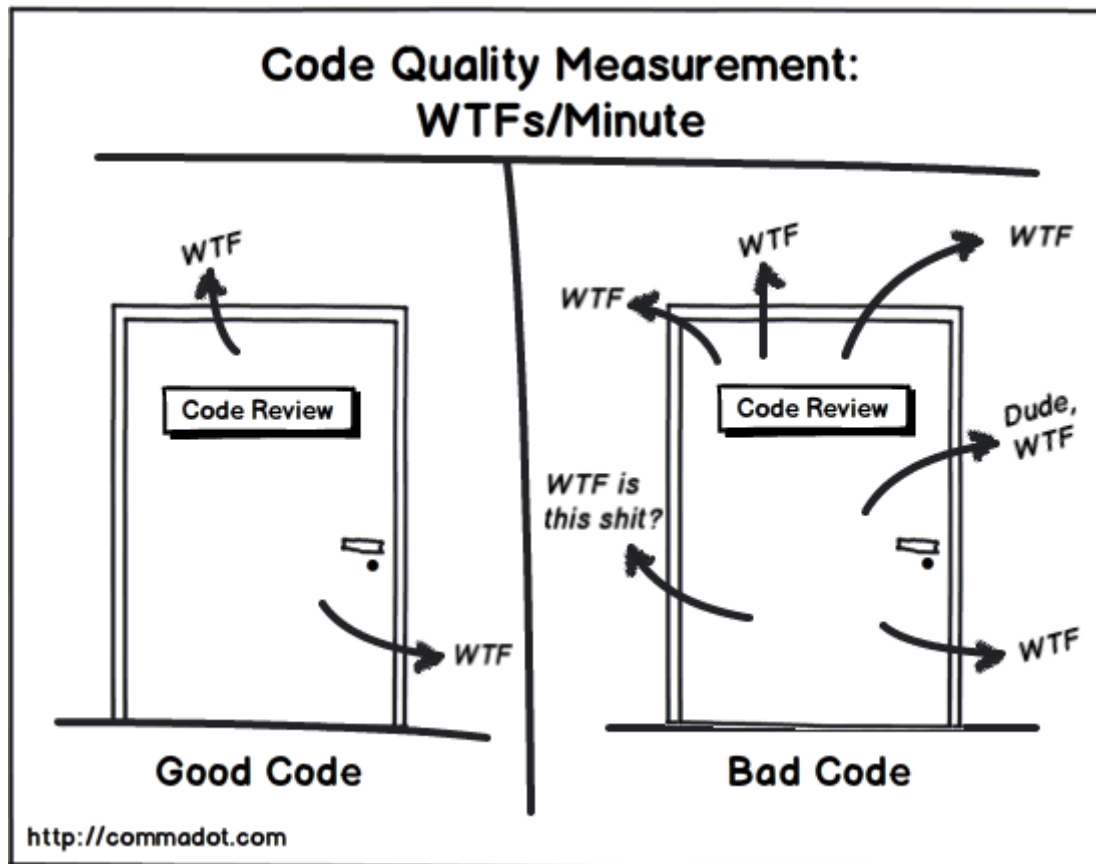 Code Quality Measurement:
WTFs/Minute
WTF
Code Review
WTF
Good Code
WTF
WTF
WTF
Code Review
Dude,
WTF
WTF is
this shit?
WTF
Bad Code
http://commadot.com